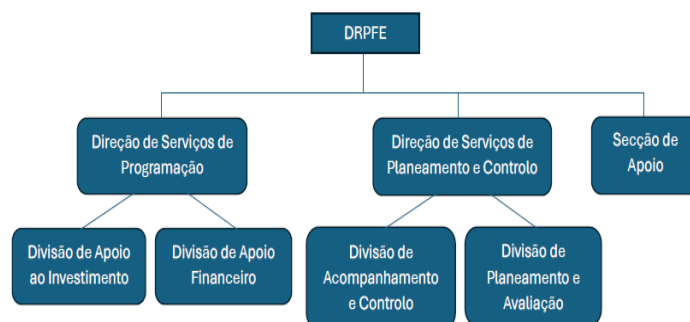 DRPFE
Direção de Serviços de
Programação
Direção de Serviços de
Planeamento e Controlo
Secção de
Apoio
Divisão de Apoio
ao Investimento
Divisão de Apoio
Financeiro
Divisão de
Acompanhamento
e Controlo
Divisão de
Planeamento e
Avaliação